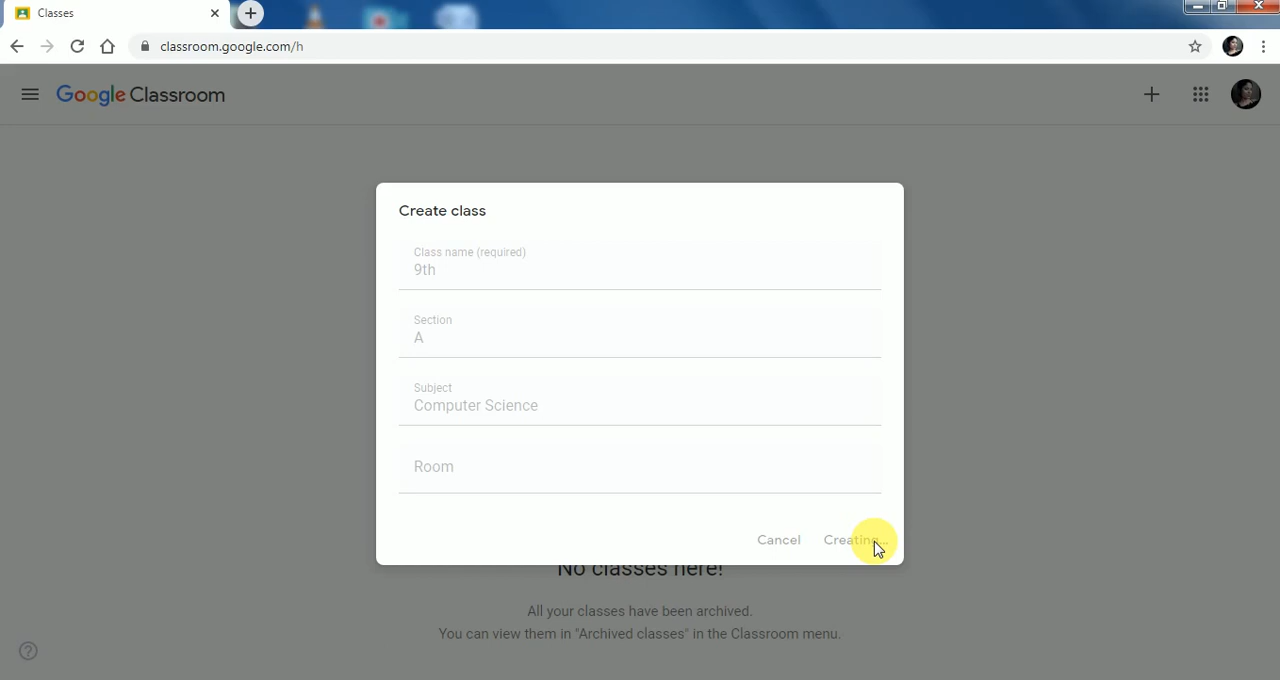 Classes
classroom.google.com/h
Google Classroom
Create class
Class name (required)
9th
Section
A
Subject
Computer Science
Room
Cancel Creating...
No classes here!
All your classes have been archived.
You can view them in "Archived classes" in the Classroom menu.